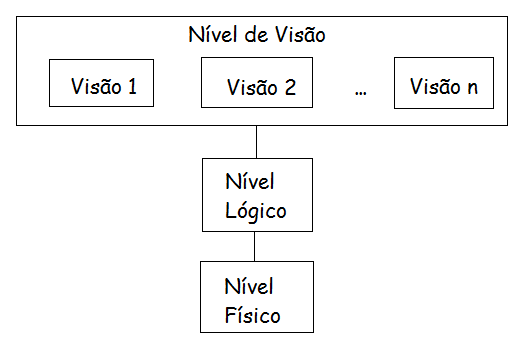 Nível de Visão
Visão 1
Visão 2
...
Visão n
Nível
Lógico
Nível
Físico